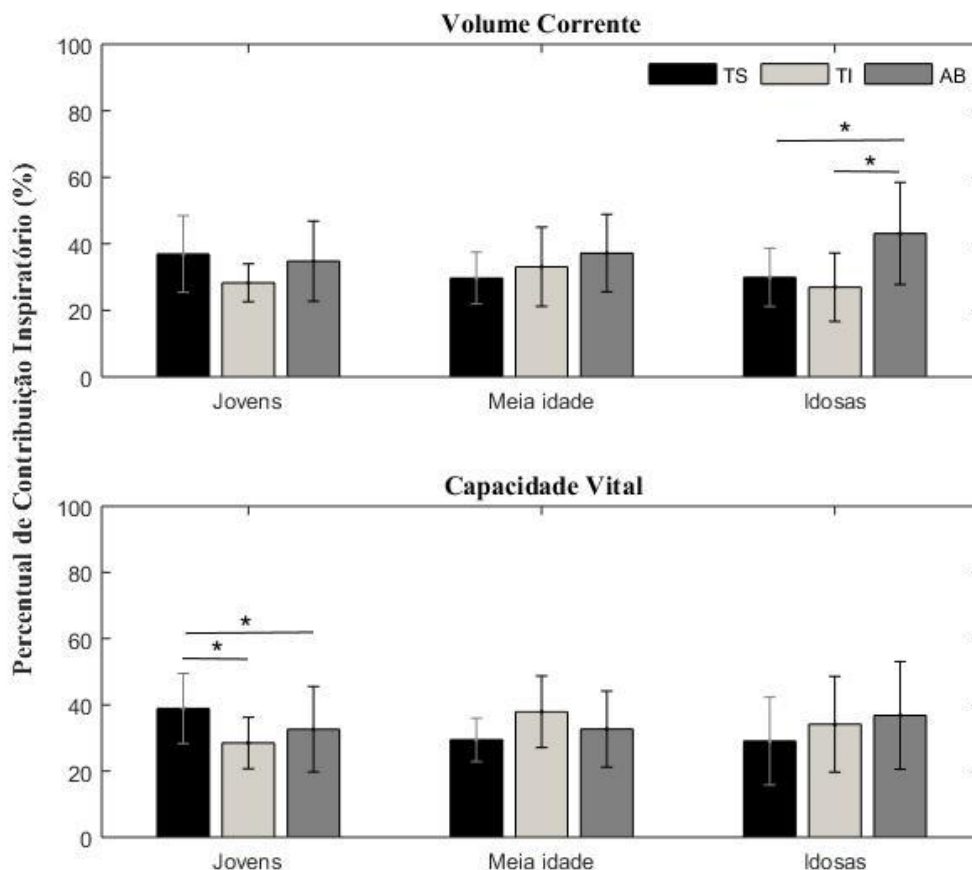 Volume Corrente
Percentual de Contribuição Inspiratório (%)
100
80
60
40
20
0
TS TI AB
*
*
Jovens Meia idade Idosas
Capacidade Vital
100
80
60
40
20
0
*
*
Jovens Meia idade Idosas